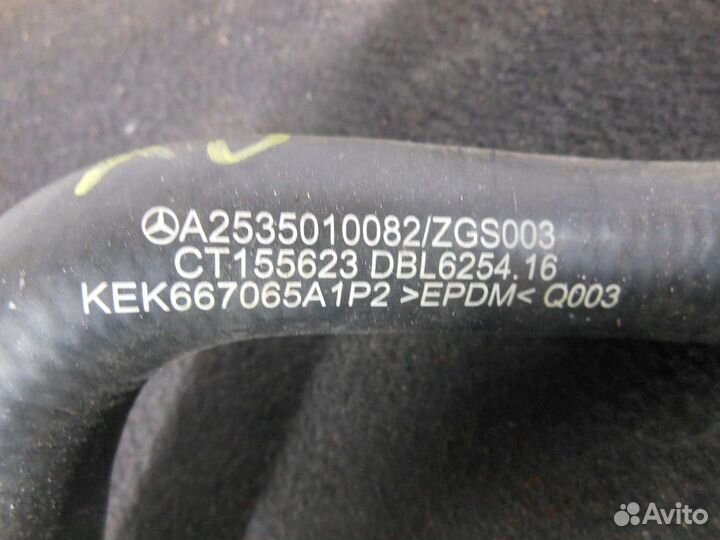 A2535010082/ZGS003
CT155623 DBL6254.16
KEK667065A1P2 >EPDM< Q003
Avito